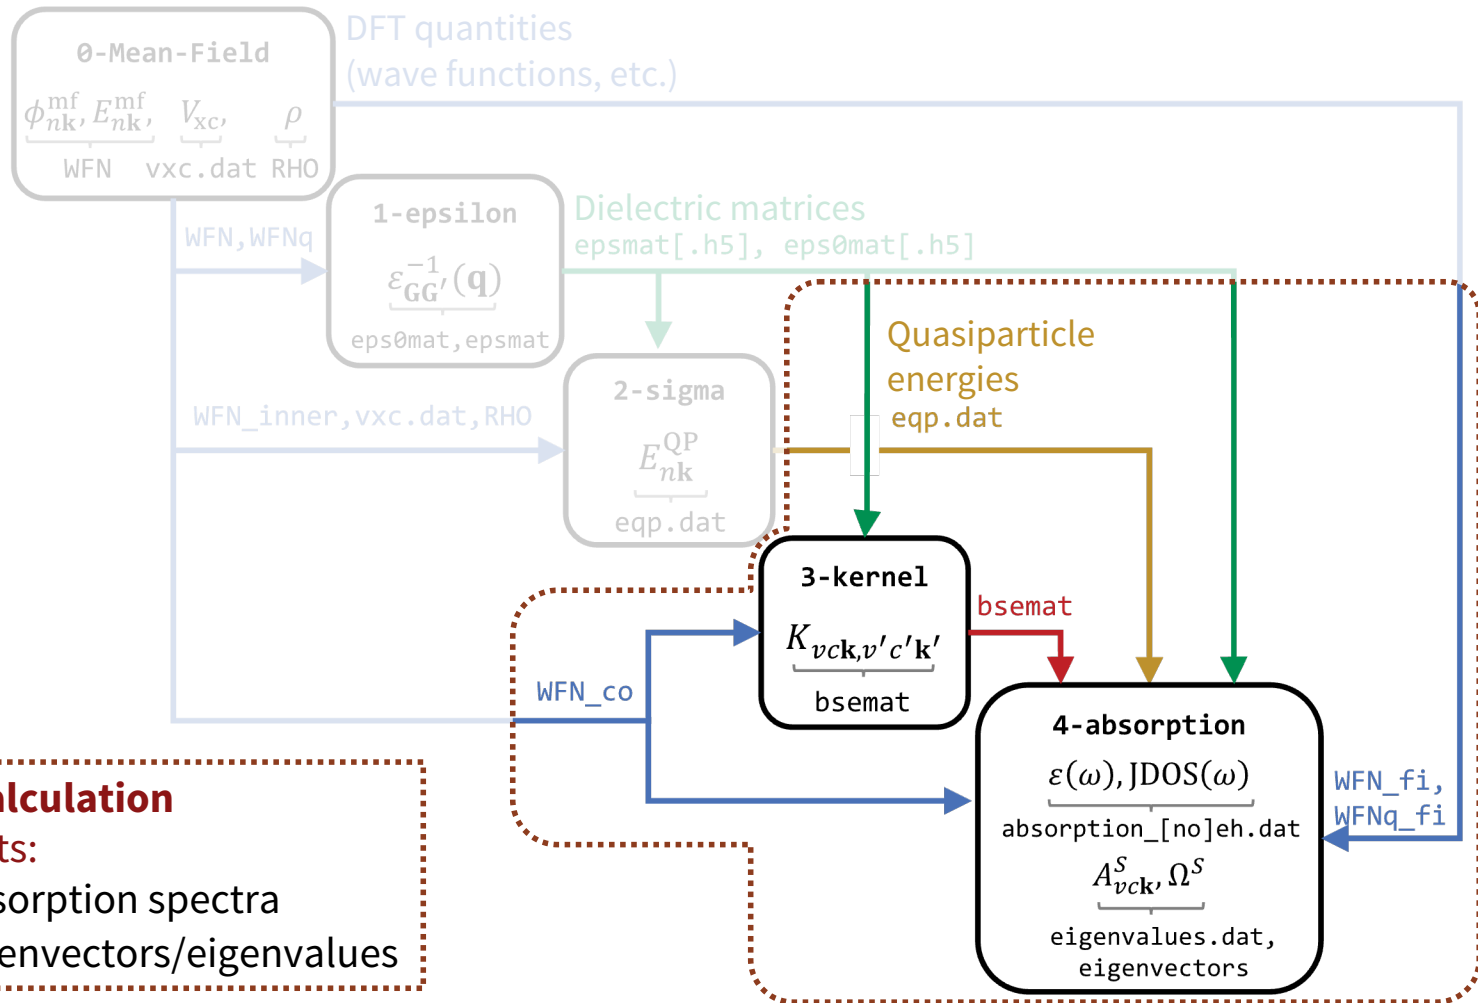 DFT quantities
(wave functions, etc.)
0-Mean-Field
ϕ^mf_nk, E^mf_nk, V_xc, ρ
WFN vxc.dat RHO
WFN,WFNq
1-epsilon
ε^-1_GG′(q)
eps0mat,epsmat
Dielectric matrices
epsmat[.h5], eps0mat[.h5]
WFN_inner,vxc.dat,RHO
2-sigma
E^QP_nk
eqp.dat
Quasiparticle
energies
eqp.dat
3-kernel
K_vck,v′c′k′
bsemat
bsemat
WFN_co
4-absorption
ε(ω), JDOS(ω)
absorption_[no]eh.dat
A^S_vck, Ω^S
eigenvalues.dat,
eigenvectors
WFN_fi,
WFNq_fi
alculation
ts:
sorption spectra
envectors/eigenvalues